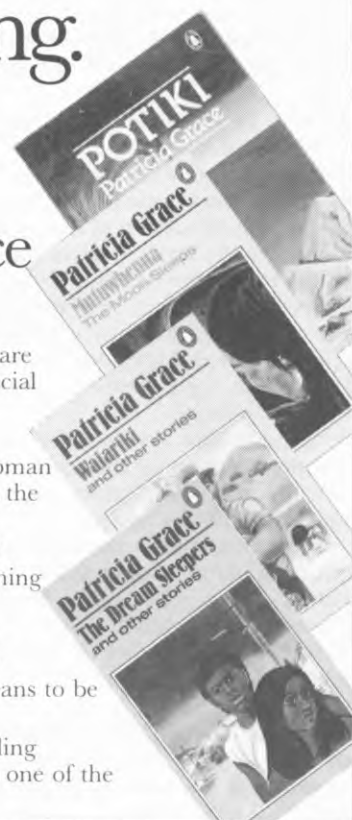 ng.
POTIKI
Patricia Grace
ce
Patricia Grace
Mutuwhenua
The Moon Sleeps
are
cial
Patricia Grace
Waiariki
and other stories
oman
the
ning
Patricia Grace
The Dream Sleepers
and other stories
ans to be
ling
one of the